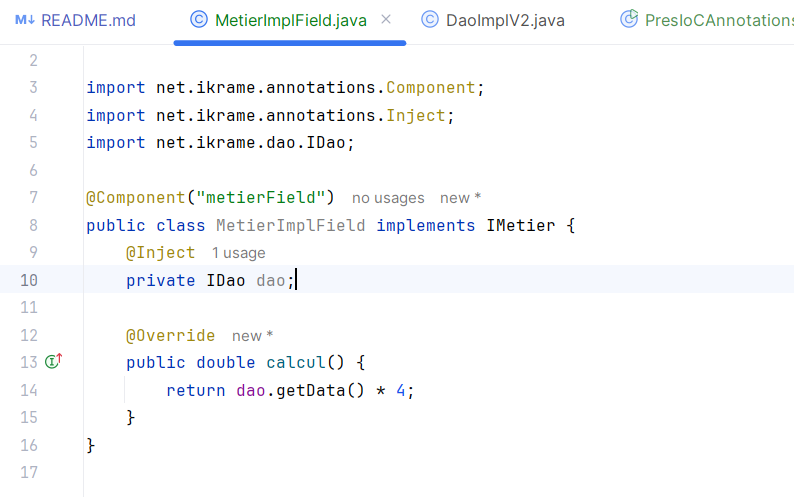 M↓ README.md
C MetierImplField.java ×
C DaoImplV2.java
C PresIoCAnnotations
2
3 import net.ikrame.annotations.Component;
4 import net.ikrame.annotations.Inject;
5 import net.ikrame.dao.IDao;
6
7 @Component("metierField") no usages new *
8 public class MetierImplField implements IMetier {
9 @Inject 1 usage
10 private IDao dao;
11
12 @Override new *
13 public double calcul() {
14 return dao.getData() * 4;
15 }
16 }
17